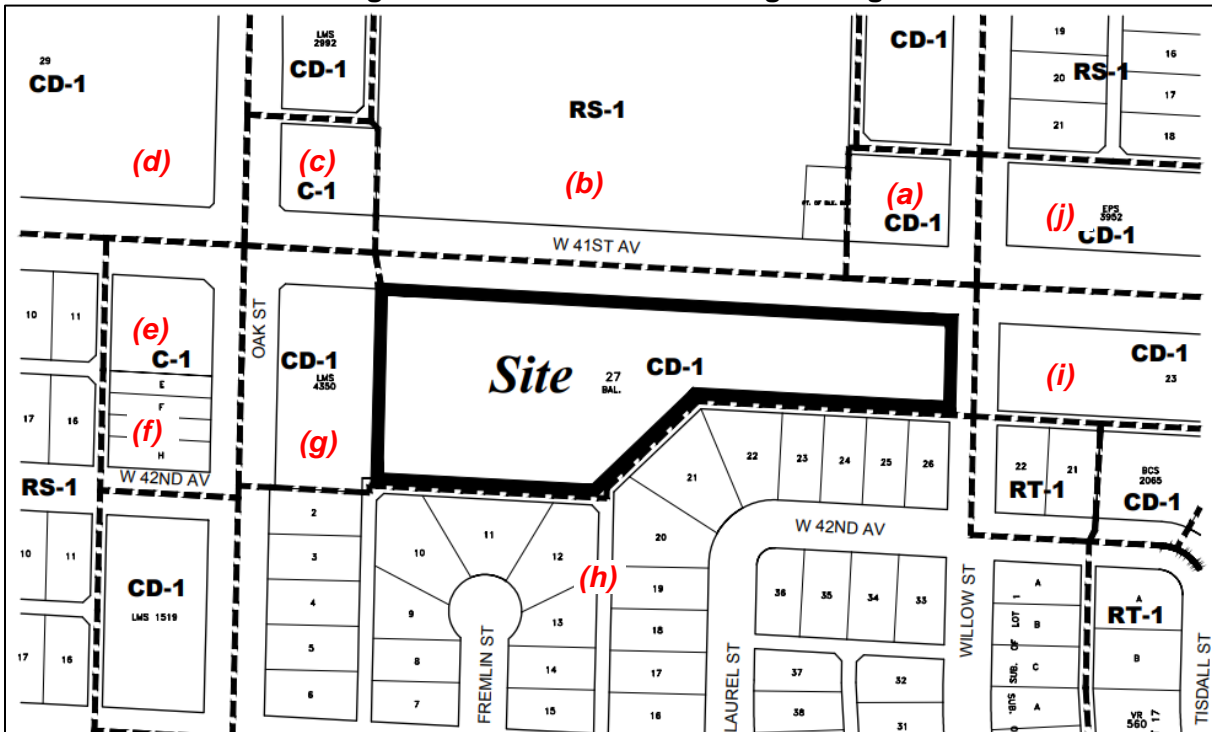 29
CD-1
(d)
LMS
2992
CD-1
(c)
C-1
RS-1
(b)
CD-1
(a)
CD-1
19
20
21
RS-1
16
17
18
(j)
EPS
3952
CD-1
W 41ST AV
OAK ST
10
11
(e)
C-1
E
F
(f)
H
17
16
W 42ND AV
RS-1
CD-1
LMS
4350
(g)
Site
27
BAL.
CD-1
CD-1
(i)
23
22
21
RT-1
BCS
2065
CD-1
21
22
23
24
25
26
W 42ND AV
20
19
18
17
16
(h)
2
3
4
5
6
10
11
12
9
13
8
14
7
15
FREMLIN ST
10
11
17
16
CD-1
LMS 1519
36
35
34
33
37
38
32
31
LAUREL ST
WILLOW ST
A
B
C
A
SUB. OF LOT 1
SUB.
A
RT-1
B
VR
560
17
TISDALL ST